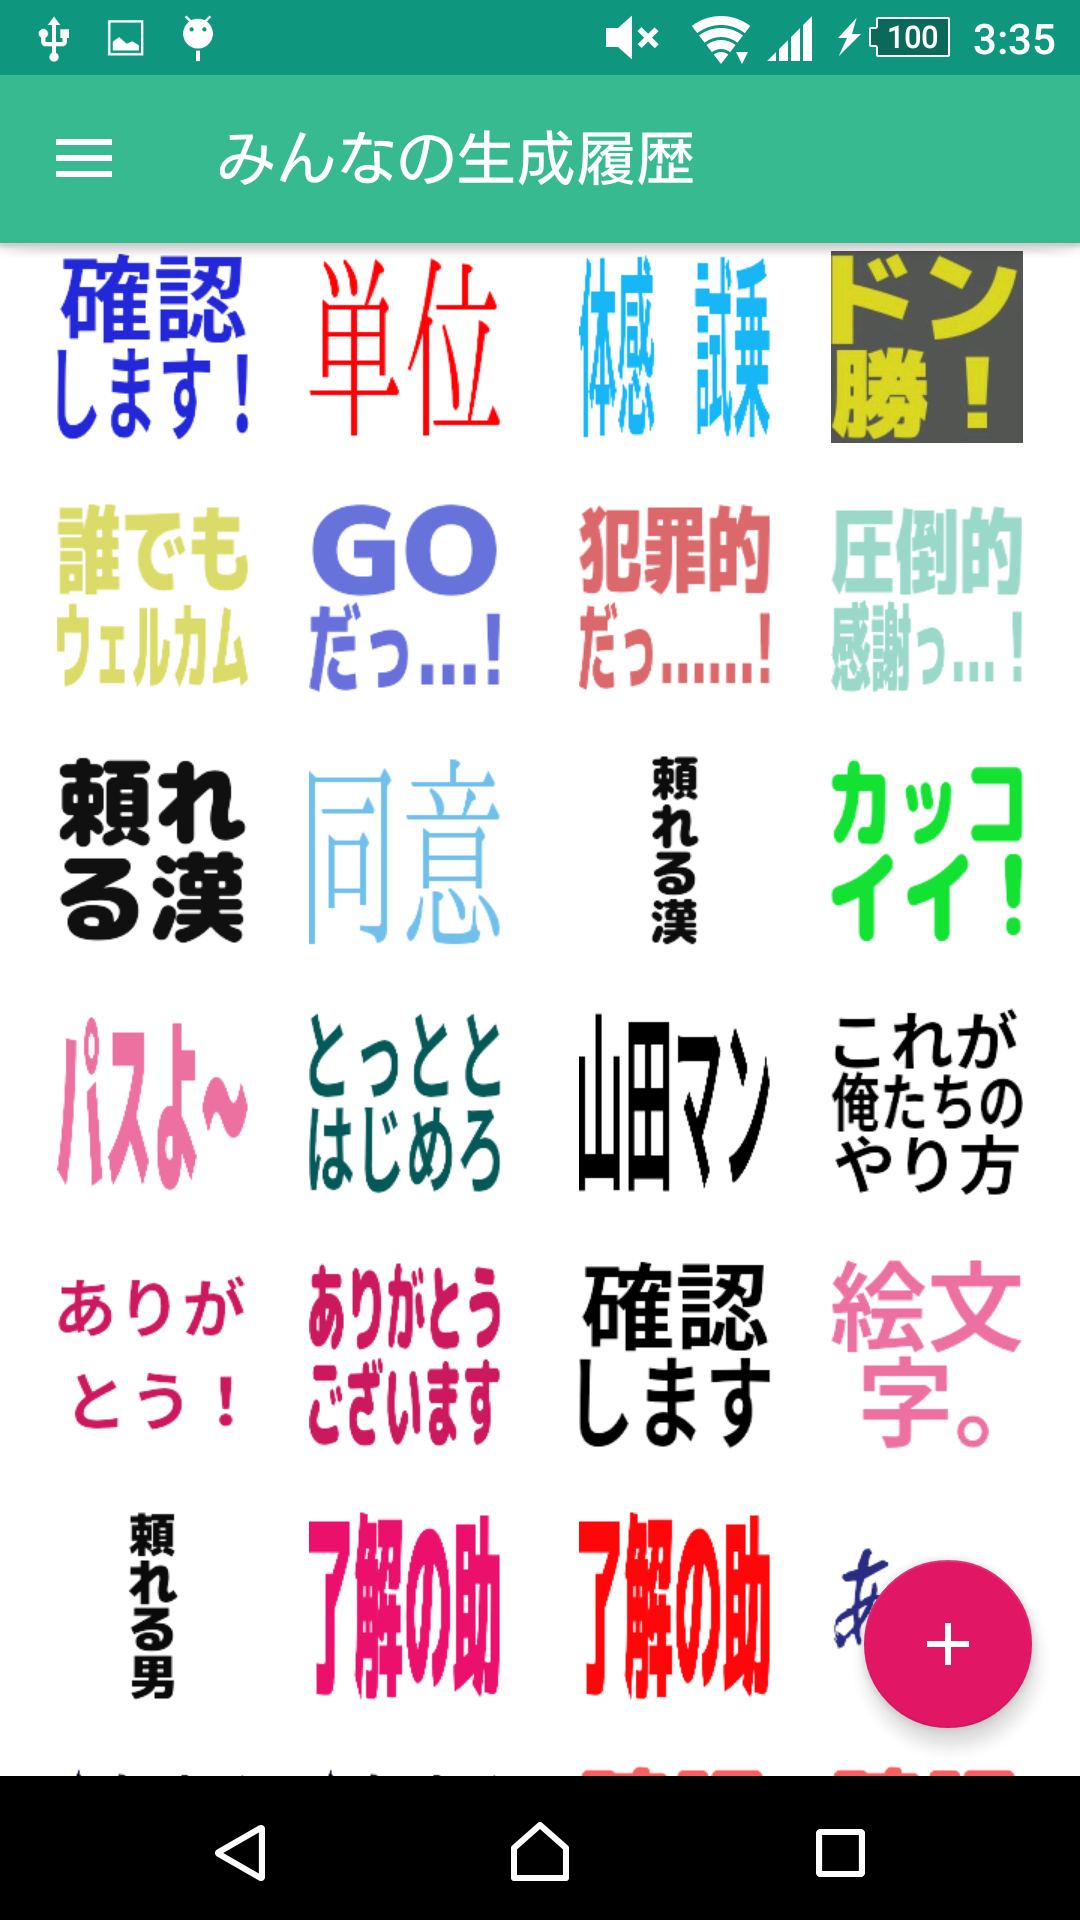 100 3:35
みんなの生成履歴
確認
します！
単位
体感 試乗
ドン
勝！
誰でも
ウェルカム
GO
だっ...!
犯罪的
だっ......!
圧倒的
感謝っ...！
頼れ
る漢
同意
頼れる漢
カッコ
イイ！
パスよ～
とっとと
はじめろ
山田マン
これが
俺たちの
やり方
ありが
とう！
ありがとう
ございます
確認
します
絵文
字。
頼れる男
了解の助
了解の助
あ